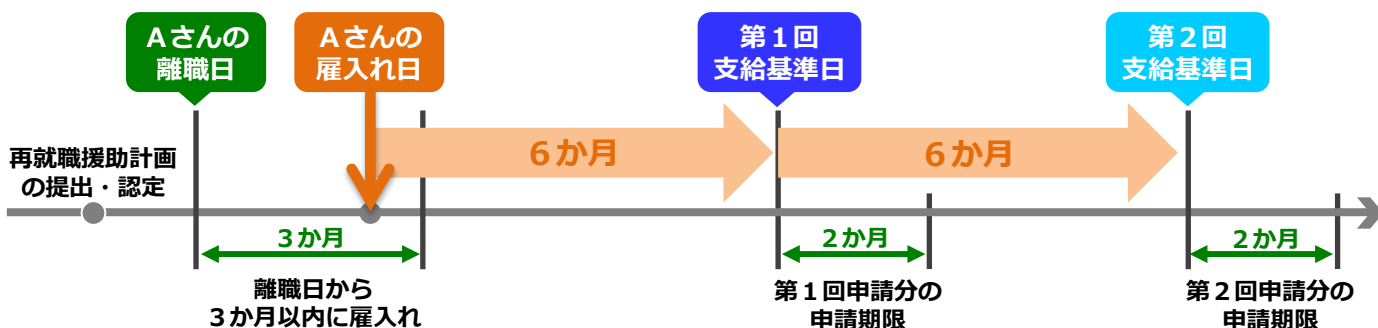 Aさんの
離職日
Aさんの
雇入れ日
第1回
支給基準日
第2回
支給基準日
再就職援助計画
の提出・認定
6か月
6か月
3か月
2か月
2か月
離職日から
3か月以内に雇入れ
第1回申請分の
申請期限
第2回申請分の
申請期限